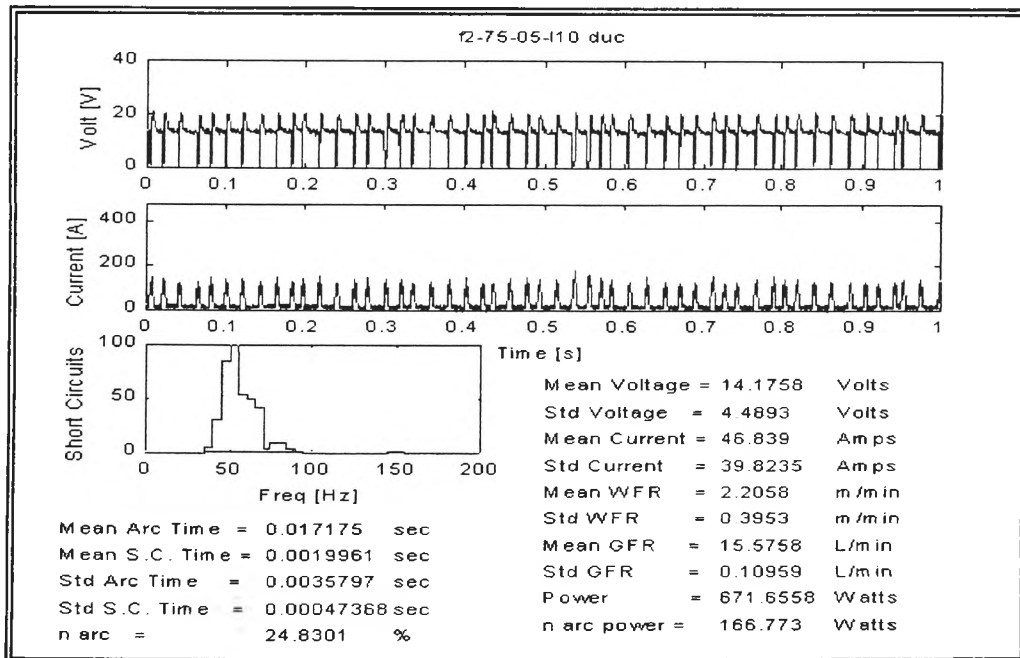 f2-75-05-l10 duc
Volt [V]
40
20
0
0 0.1 0.2 0.3 0.4 0.5 0.6 0.7 0.8 0.9 1
Current [A]
400
200
0
0 0.1 0.2 0.3 0.4 0.5 0.6 0.7 0.8 0.9 1
Time [s]
Short Circuits
100
50
0
0 50 100 150 200
Freq [Hz]
Mean Arc Time = 0.017175 sec
Mean S.C. Time = 0.0019961 sec
Std Arc Time = 0.0035797 sec
Std S.C. Time = 0.00047368 sec
n arc = 24.8301 %
Mean Voltage = 14.1758 Volts
Std Voltage = 4.4893 Volts
Mean Current = 46.839 Amps
Std Current = 39.8235 Amps
Mean WFR = 2.2058 m/min
Std WFR = 0.3953 m/min
Mean GFR = 15.5758 L/min
Std GFR = 0.10959 L/min
Power = 671.6558 Watts
n arc power = 166.773 Watts